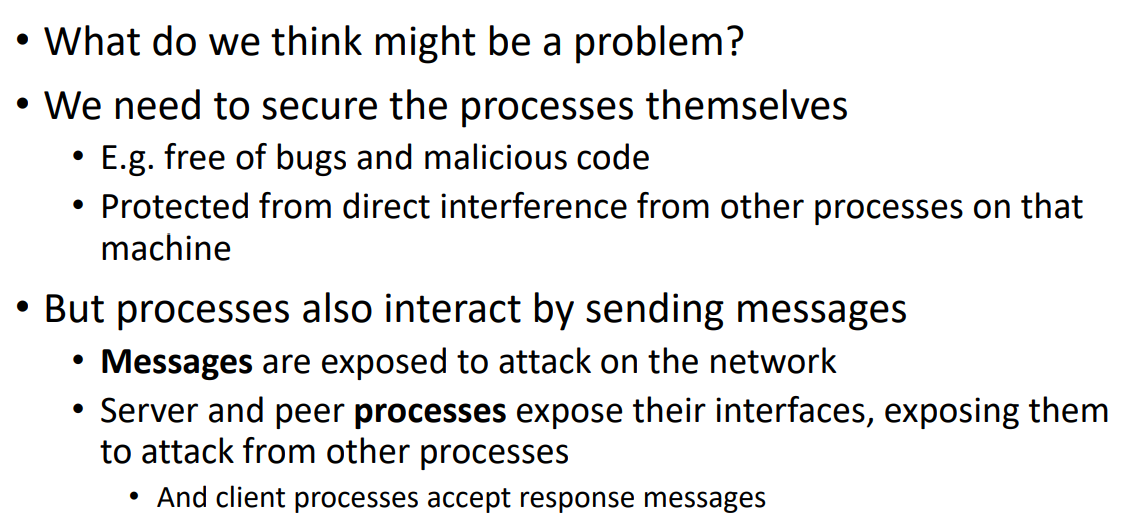 • What do we think might be a problem?
• We need to secure the processes themselves
• E.g. free of bugs and malicious code
• Protected from direct interference from other processes on that
machine
• But processes also interact by sending messages
• Messages are exposed to attack on the network
• Server and peer processes expose their interfaces, exposing them
to attack from other processes
• And client processes accept response messages